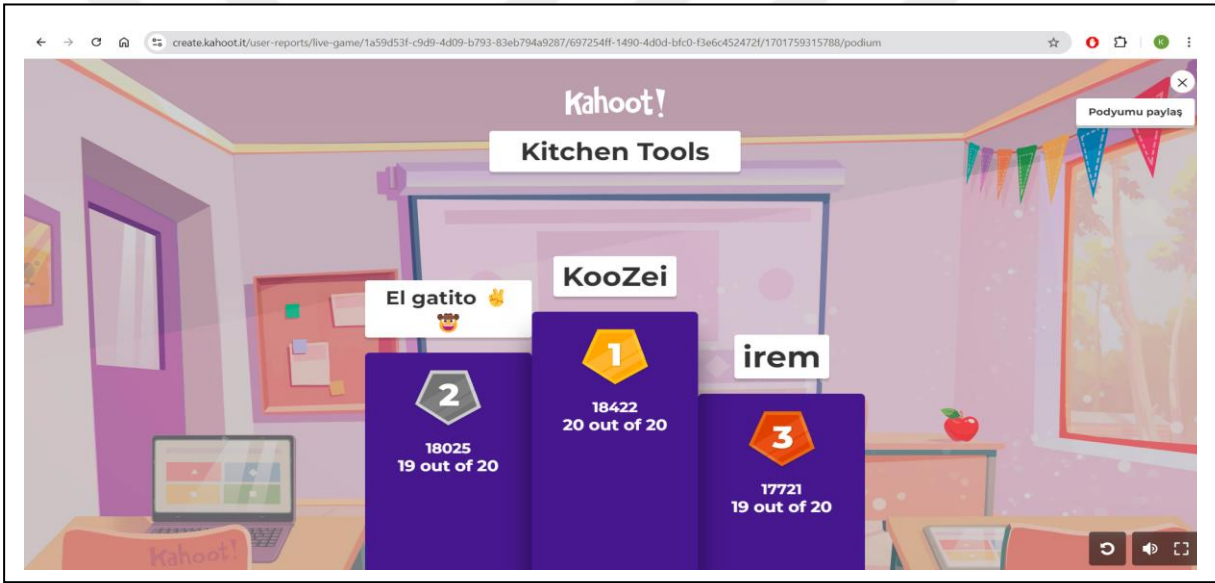 create.kahoot.it/user-reports/live-game/1a59d53f-c9d9-4d09-b793-83eb794a9287/697254ff-1490-4d0d-bfc0-f3e6c452472f/1701759315788/podium
K
Kahoot!
Podyumu paylaş
Kitchen Tools
KooZei
El gatito ✌️
🤠
irem
1
18422
20 out of 20
2
18025
19 out of 20
3
17721
19 out of 20
Kahoot!